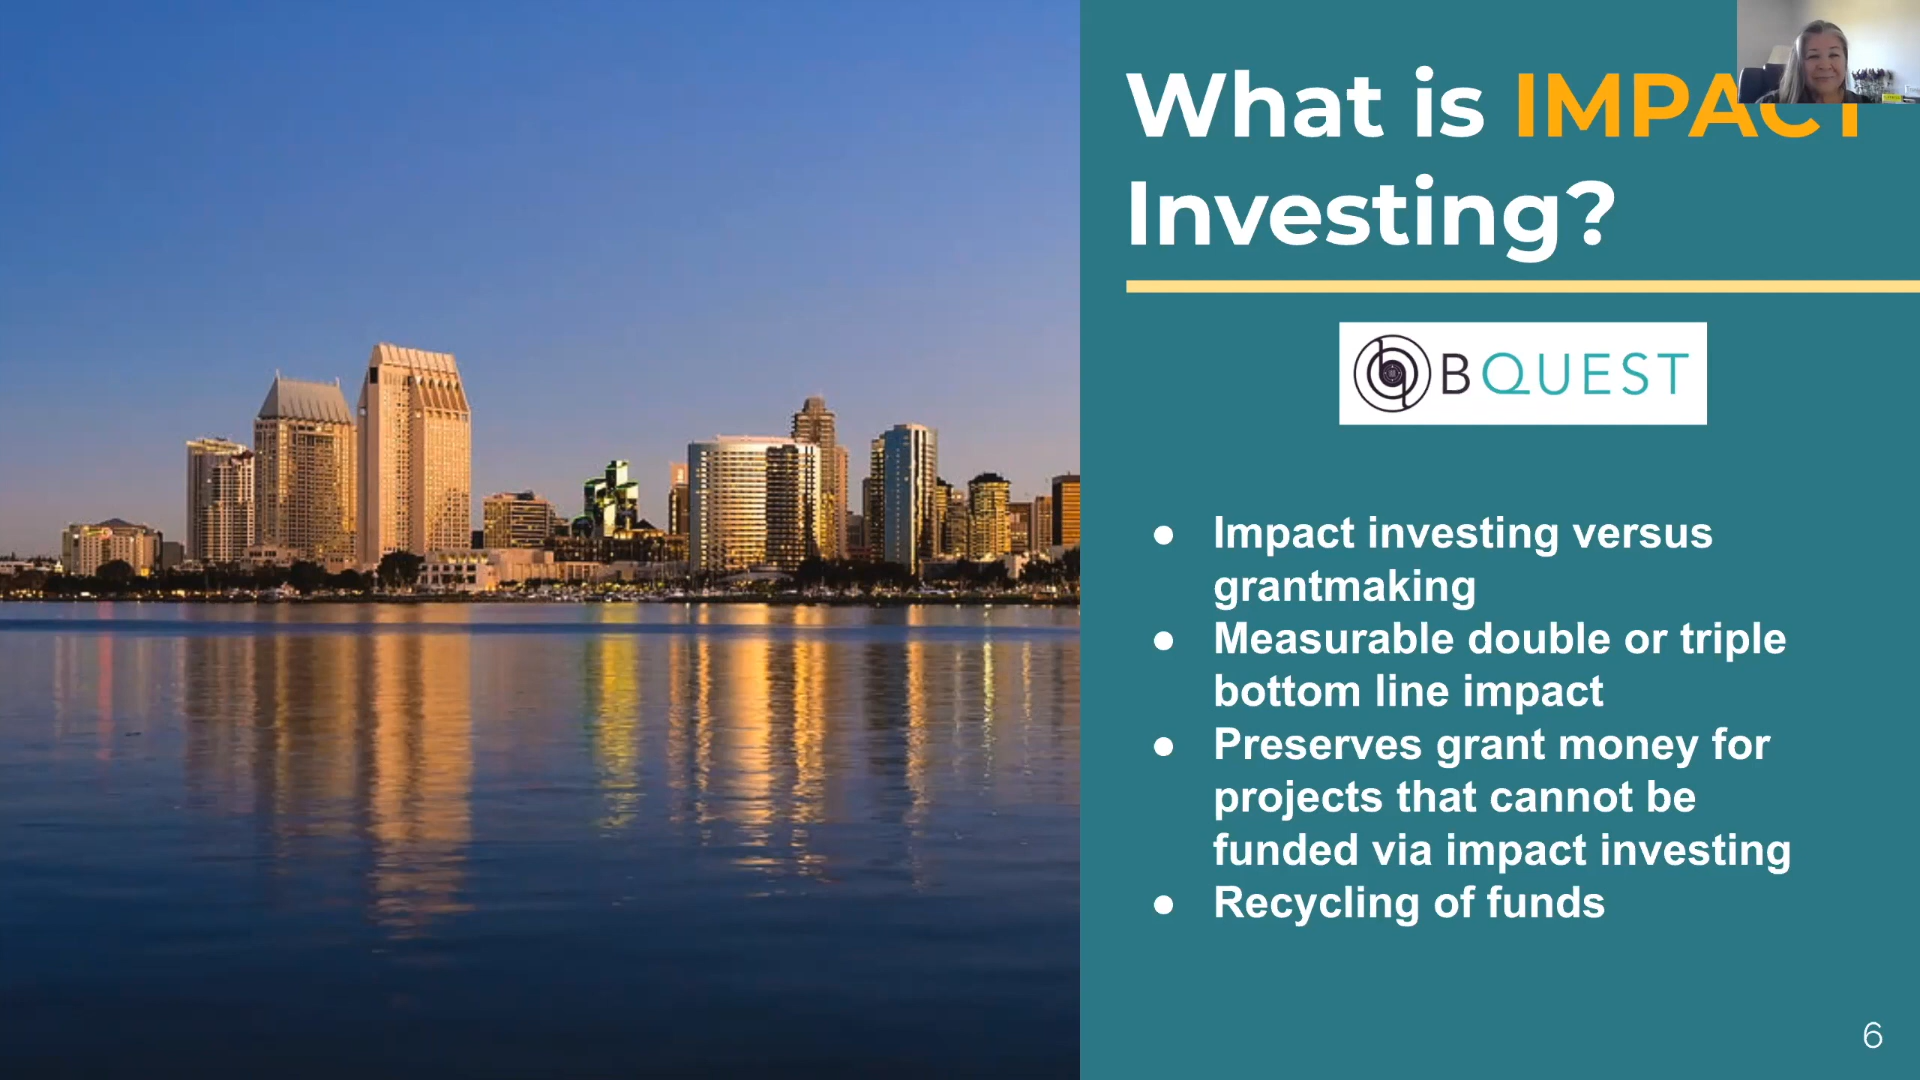 What is IMPACT
Investing?
BQUEST
● Impact investing versus
grantmaking
● Measurable double or triple
bottom line impact
● Preserves grant money for
projects that cannot be
funded via impact investing
● Recycling of funds
6